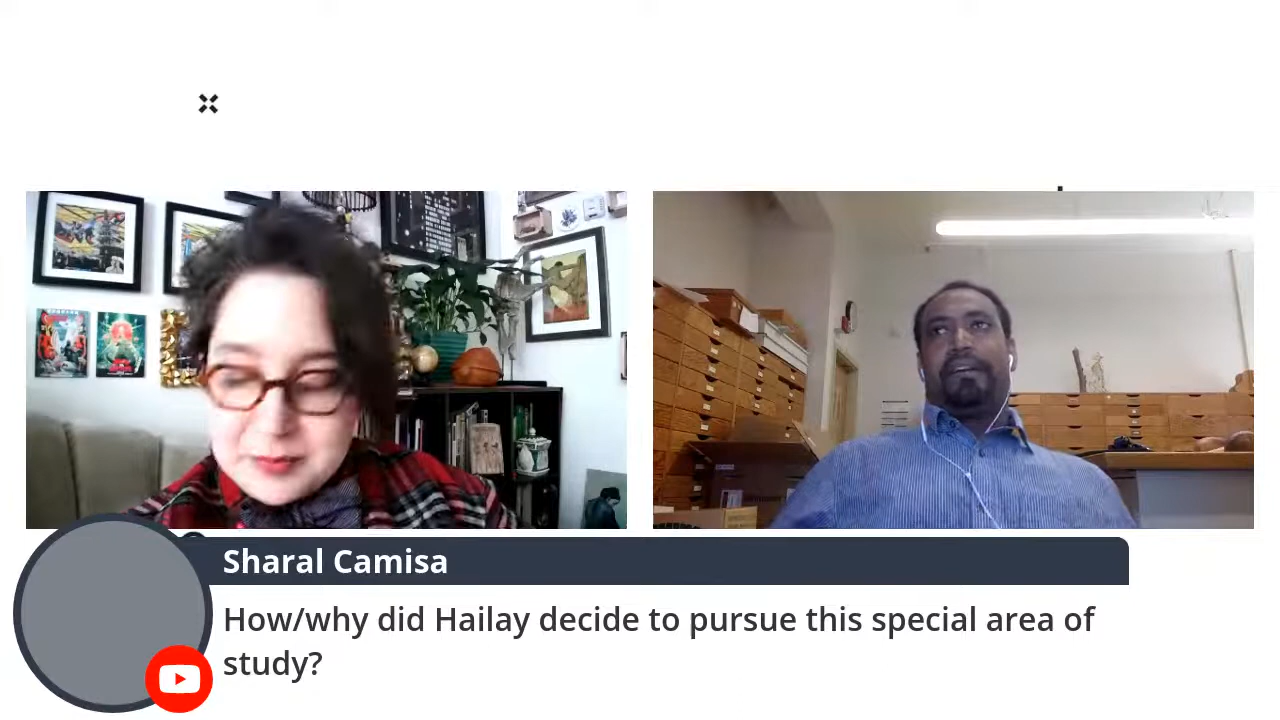 Sharal Camisa
How/why did Hailay decide to pursue this special area of
study?